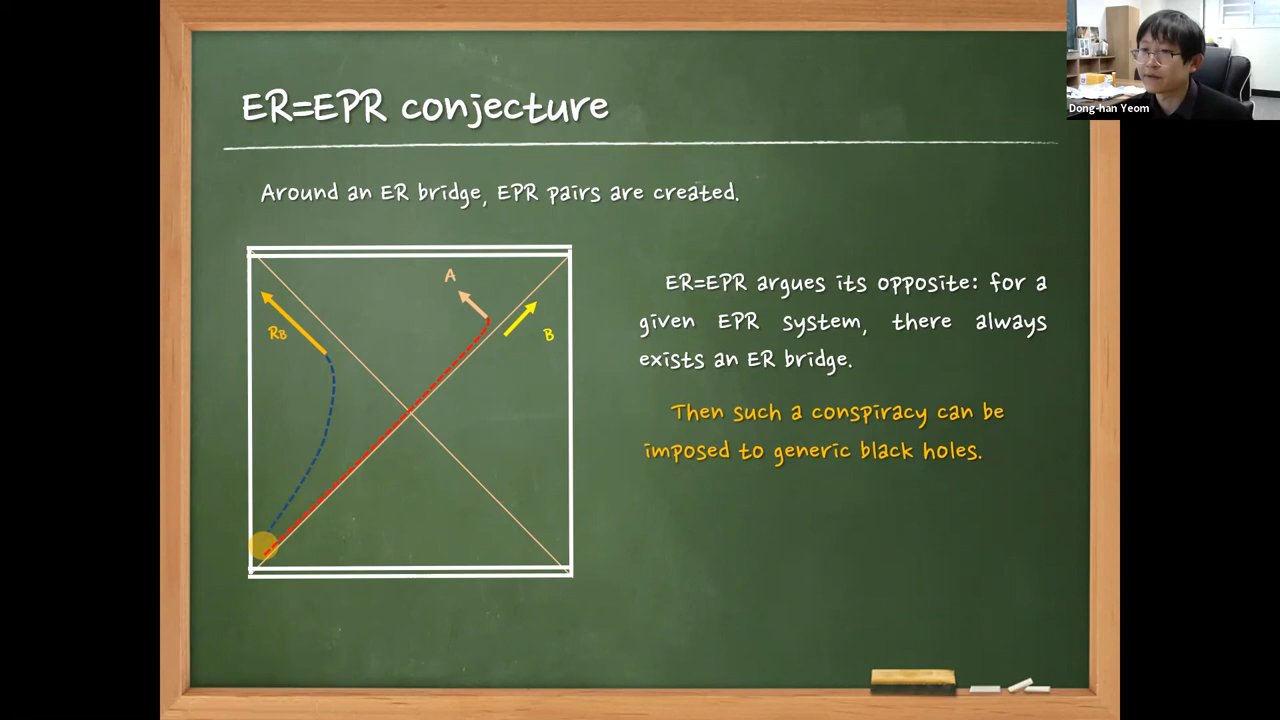 ER=EPR conjecture
Dong-han Yeom
Around an ER bridge, EPR pairs are created.
A
RB
B
ER=EPR argues its opposite: for a
given EPR system, there always
exists an ER bridge.
Then such a conspiracy can be
imposed to generic black holes.